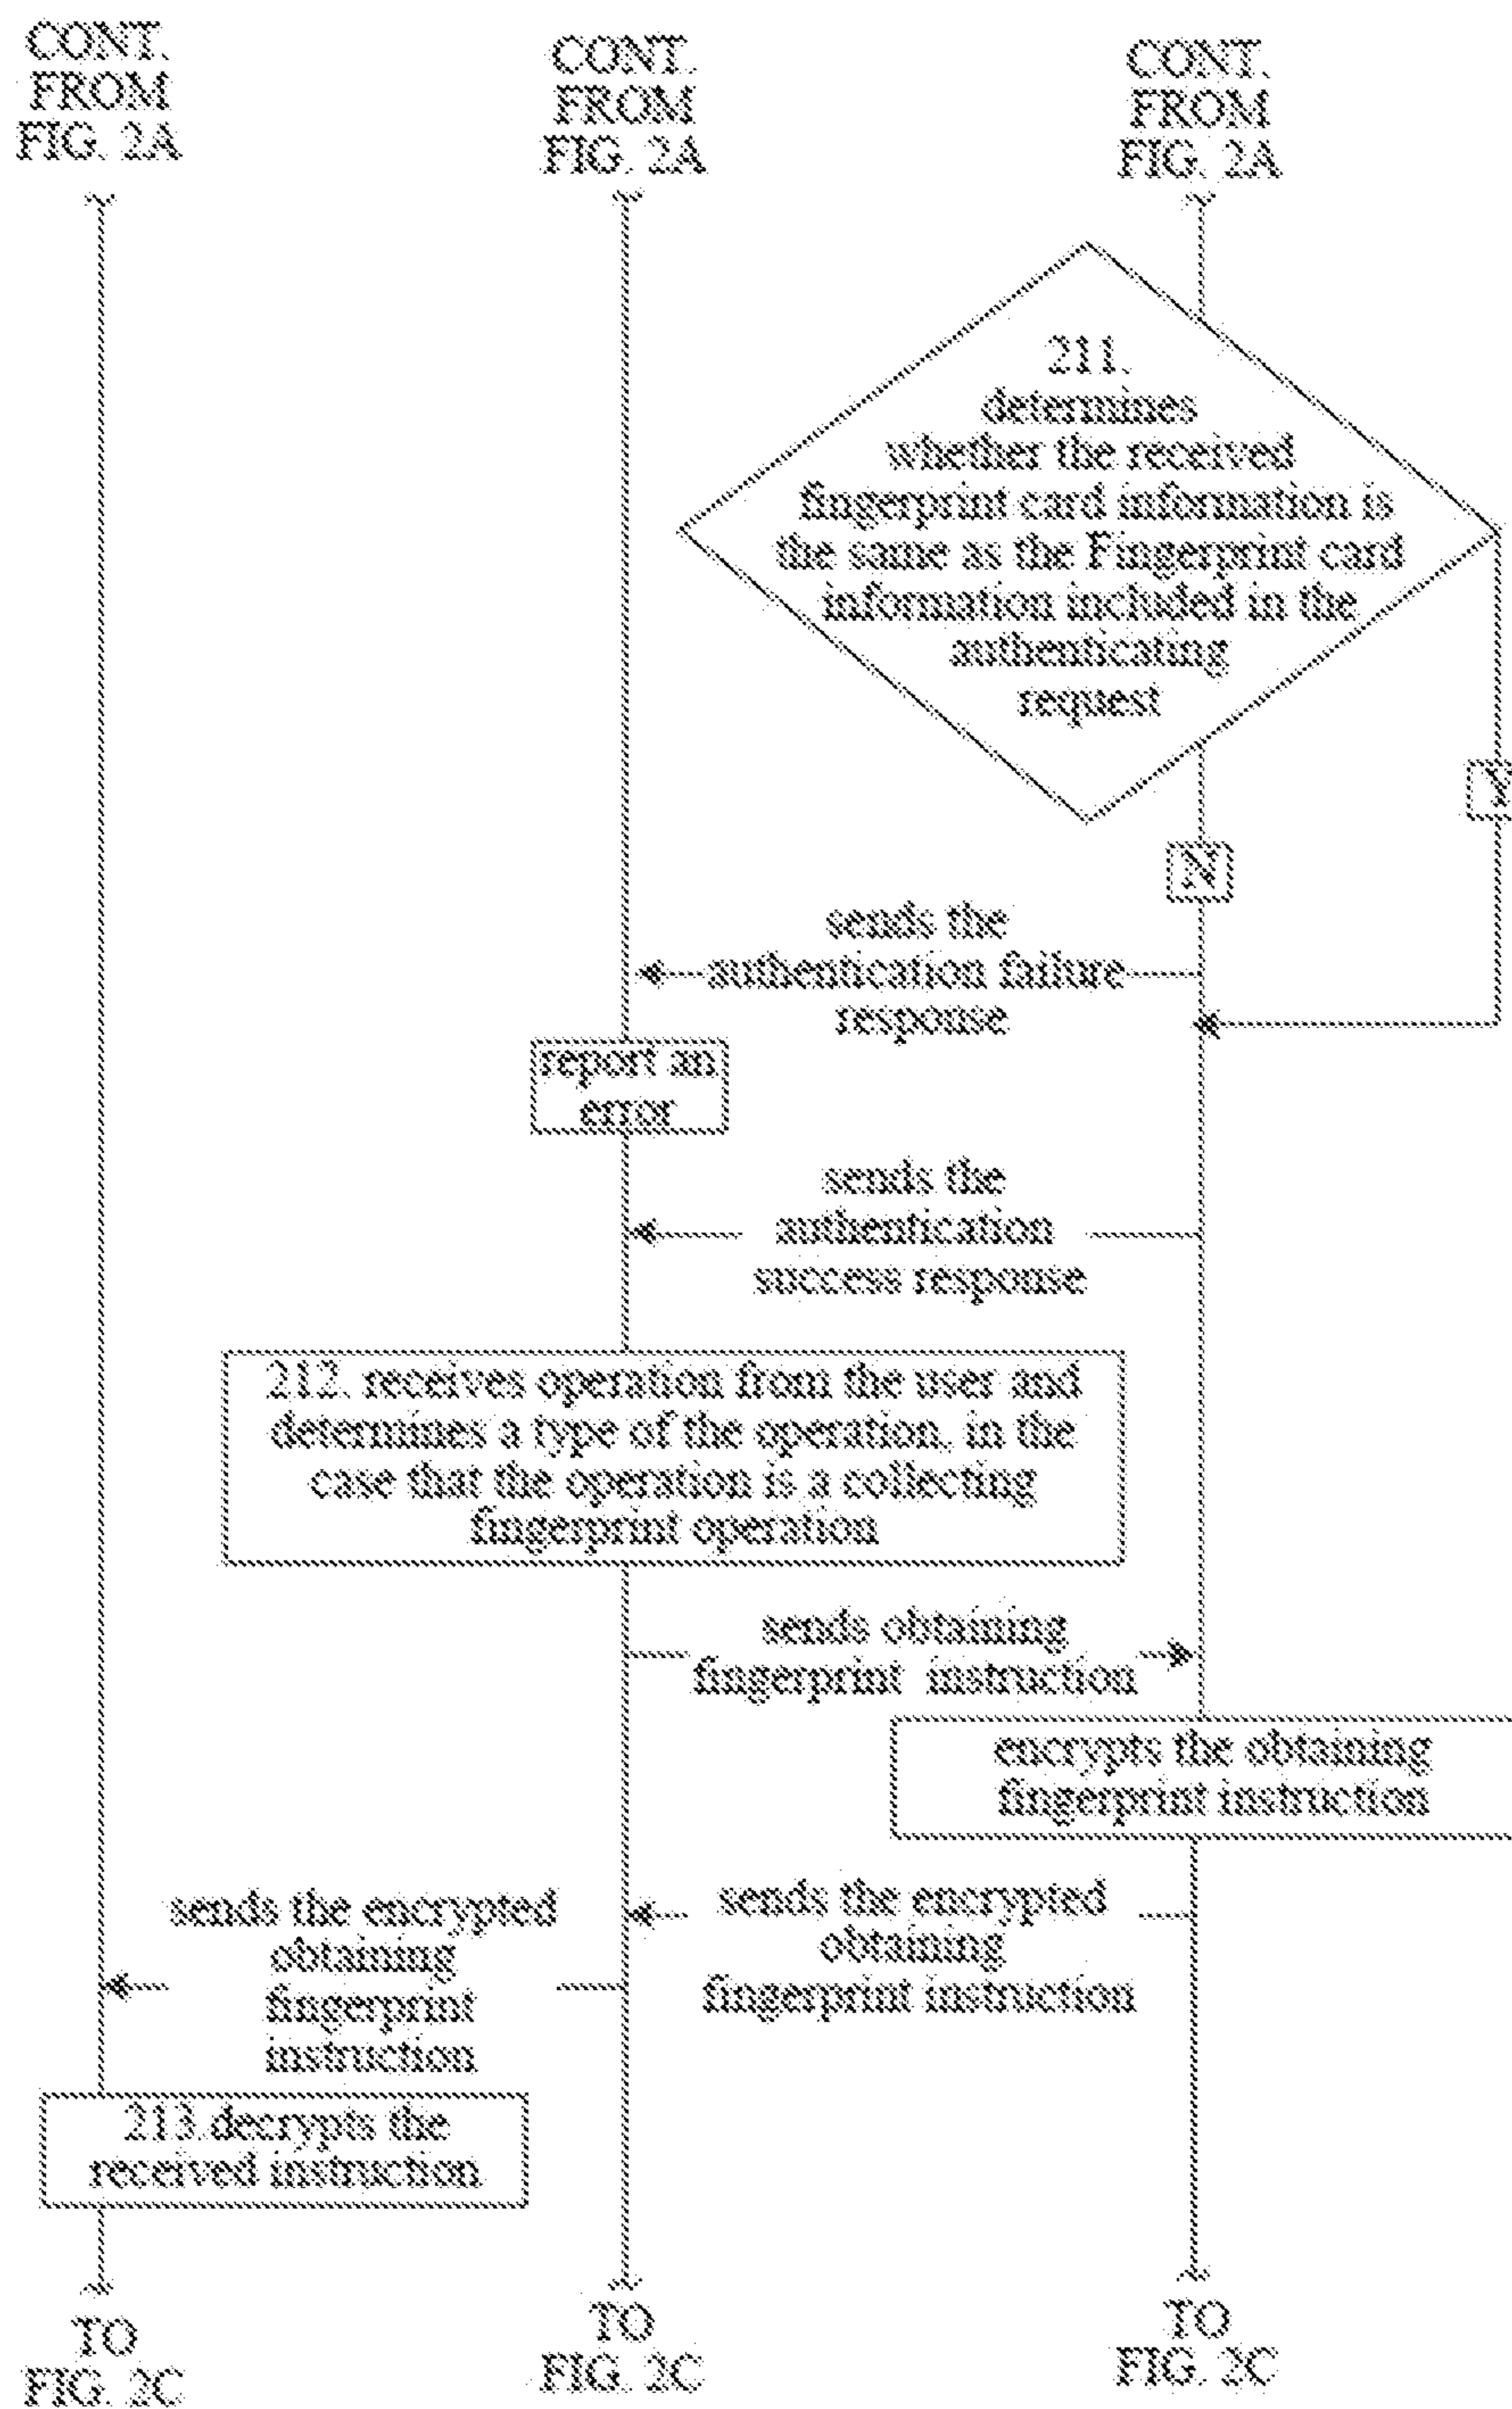 CONT.
FROM
FIG. 2A
CONT.
FROM
FIG. 2A
CONT.
FROM
FIG. 2A
211.
determines
whether the received
fingerprint card information is
the same as the Fingerprint card
information included in the
authenticating
request
Y
N
sends the
authentication failure
response
report an
error
sends the
authentication
success response
212. receives operation from the user and
determines a type of the operation, in the
case that the operation is a collecting
fingerprint operation
sends obtaining
fingerprint instruction
encrypts the obtaining
fingerprint instruction
sends the encrypted
obtaining
fingerprint instruction
sends the encrypted
obtaining
fingerprint
instruction
213.decrypts the
received instruction
TO
FIG. 2C
TO
FIG. 2C
TO
FIG. 2C